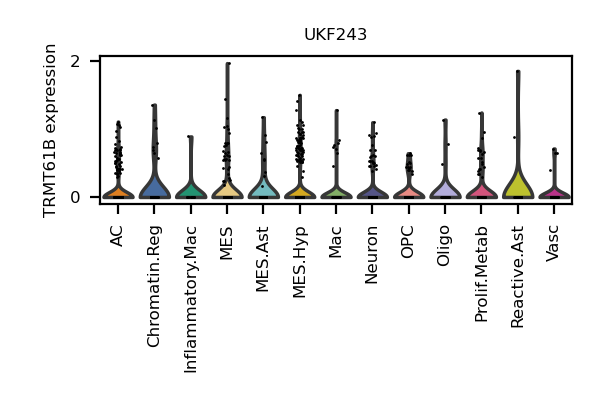 UKF243
TRMT61B expression
2
0
AC
Chromatin.Reg
Inflammatory.Mac
MES
MES.Ast
MES.Hyp
Mac
Neuron
OPC
Oligo
Prolif.Metab
Reactive.Ast
Vasc